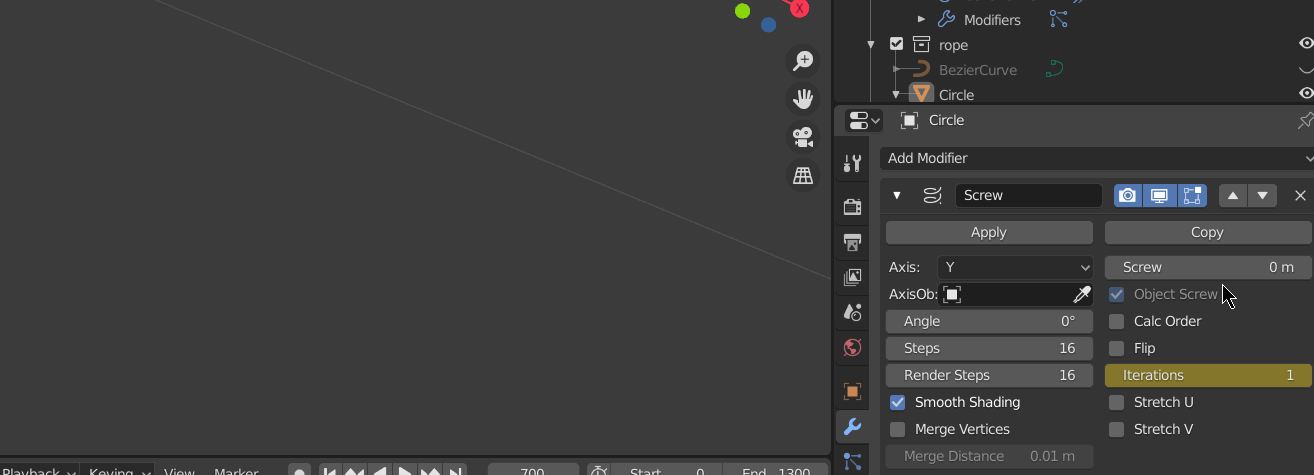 X
Modifiers
rope
BezierCurve
Circle
Circle
Add Modifier
Screw
Apply
Copy
Axis: Y
Screw 0 m
AxisOb:
Object Screw
Angle 0°
Calc Order
Steps 16
Flip
Render Steps 16
Iterations 1
Smooth Shading
Stretch U
Merge Vertices
Stretch V
Merge Distance 0.01 m
Playback Keying View Marker 700 Start 0 End 1300